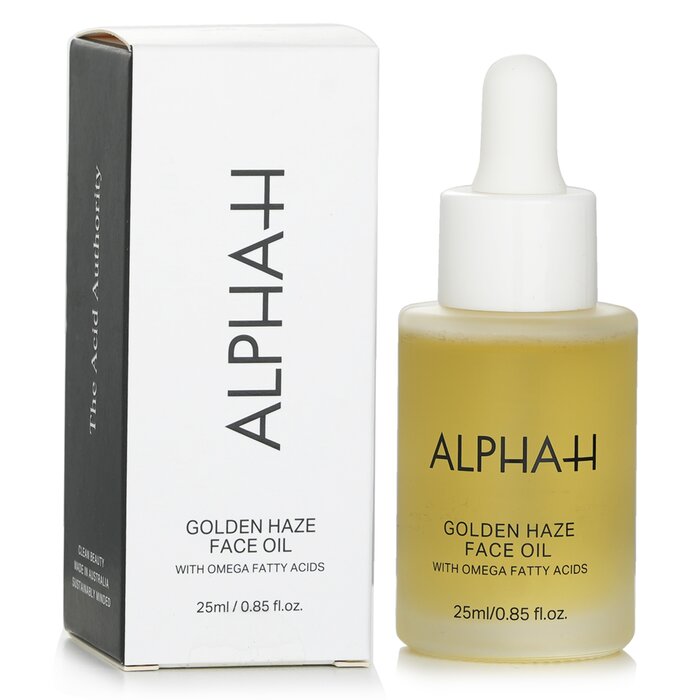 The Acid Authority
CLEAN BEAUTY
MADE IN AUSTRALIA
SUSTAINABLY MINDED
ALPHA-H
GOLDEN HAZE
FACE OIL
WITH OMEGA FATTY ACIDS
25ml / 0.85 fl.oz.
ALPHA-H
GOLDEN HAZE
FACE OIL
WITH OMEGA FATTY ACIDS
25ml/0.85 fl.oz.